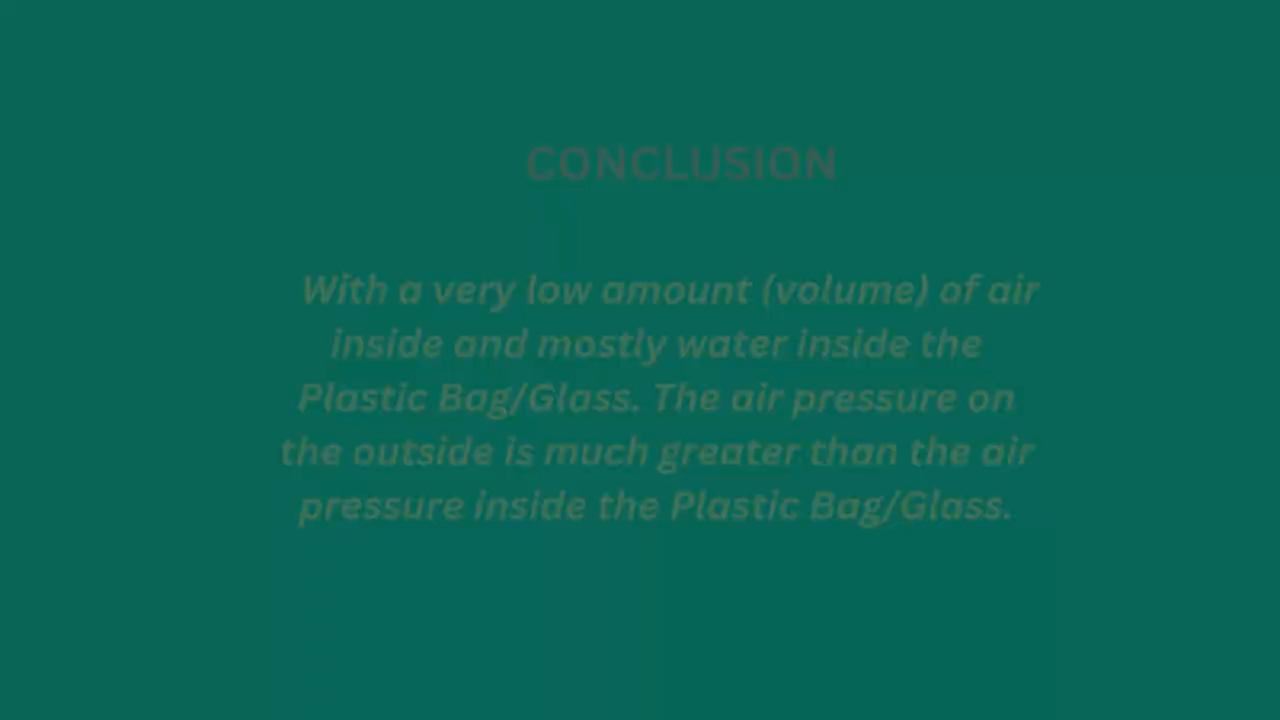 CONCLUSION
With a very low amount (volume) of air
inside and mostly water inside the
Plastic Bag/Glass. The air pressure on
the outside is much greater than the air
pressure inside the Plastic Bag/Glass.